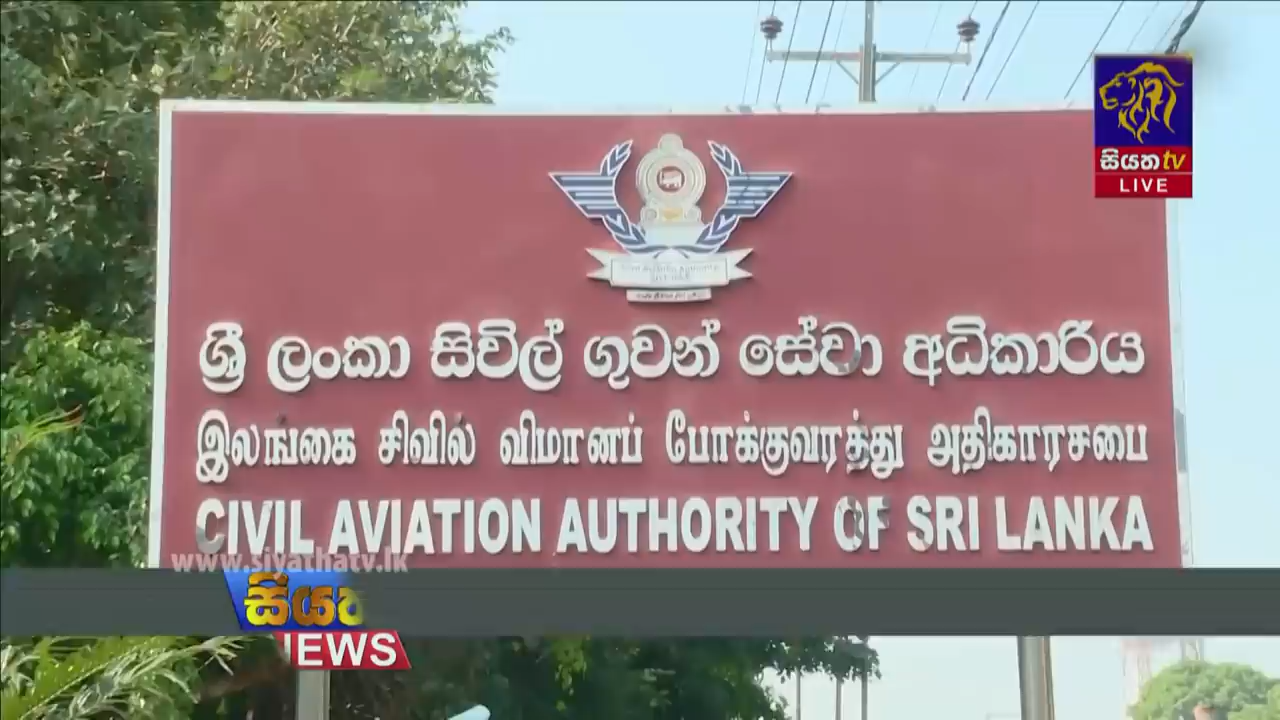 සියත tv
LIVE
ශ්‍රී ලංකා සිවිල් ගුවන් සේවා අධිකාරිය
இலங்கை சிவில் விமானப் போக்குவரத்து அதிகாரசபை
CIVIL AVIATION AUTHORITY OF SRI LANKA
www.siyathatv.lk
සියත
NEWS